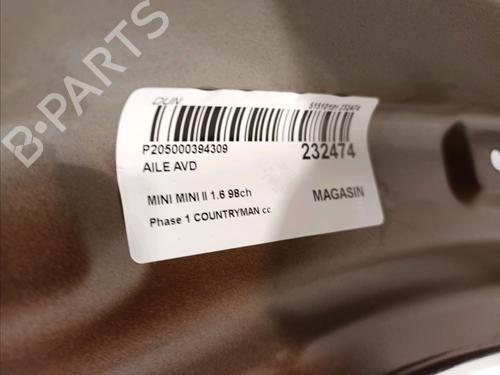 B-PARTS
P205000394309
232474
AILE AVD
MINI MINI II 1.6 98ch
MAGASIN
Phase 1 COUNTRYMAN cc